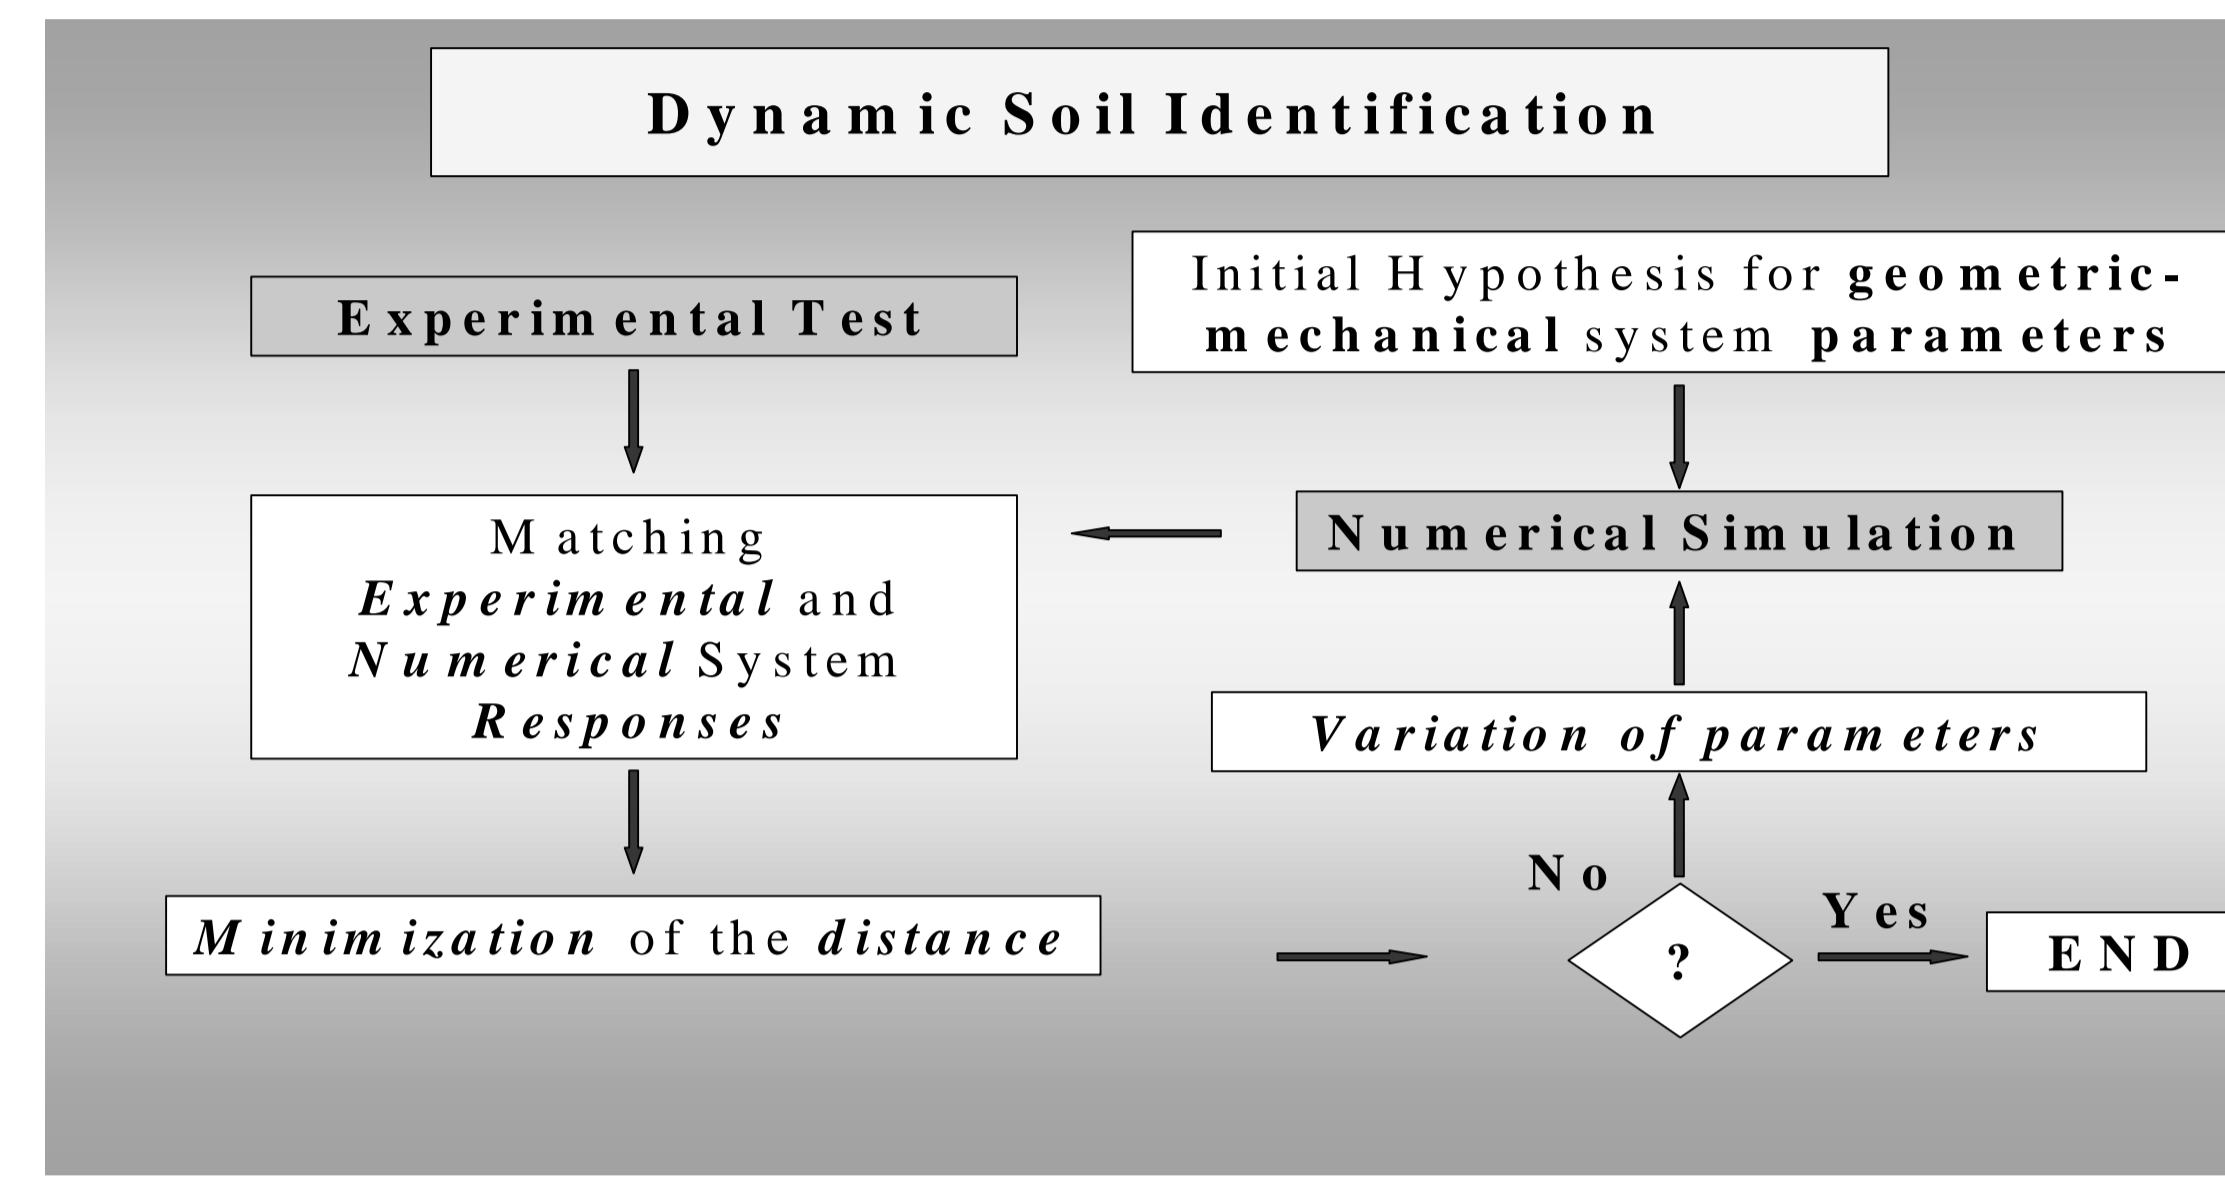 Dynamic Soil Identification
Experimental Test
Initial Hypothesis for geometric-
mechanical system parameters
Matching
Experimental and
Numerical System
Responses
Numerical Simulation
Variation of parameters
Minimization of the distance
No
?
Yes
END